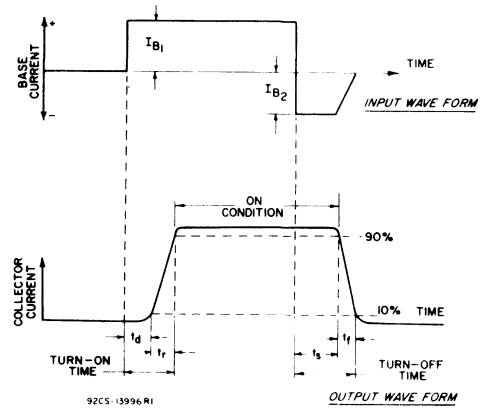 +
BASE
CURRENT
-
I_B1
I_B2
TIME
INPUT WAVE FORM
ON
CONDITION
90%
COLLECTOR
CURRENT
10%
TIME
t_d
t_r
t_s
t_f
TURN-ON
TIME
TURN-OFF
TIME
92CS-13996R1
OUTPUT WAVE FORM